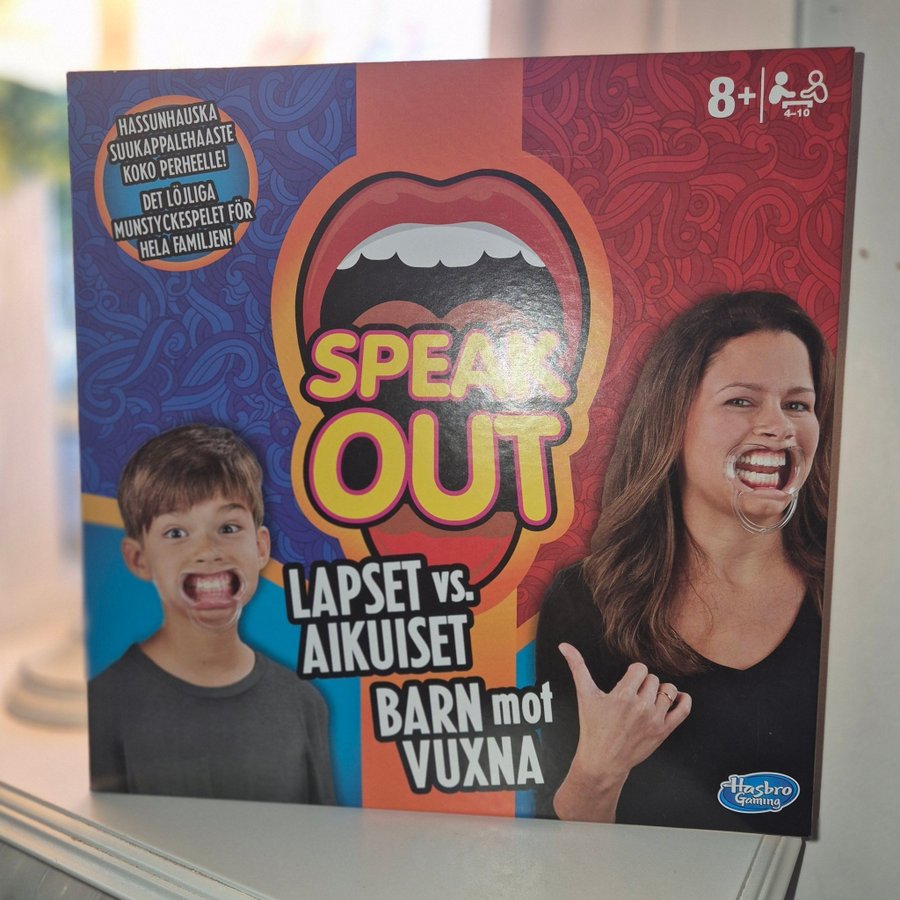 HASSUNHAUSKA
SUUKAPPALEHAASTE
KOKO PERHEELLE!
DET LÖJLIGA
MUNSTYCKESPELET FÖR
HELA FAMILJEN!
8+
4-10
SPEAK
OUT
LAPSET vs.
AIKUISET
BARN mot
VUXNA
Hasbro
Gaming